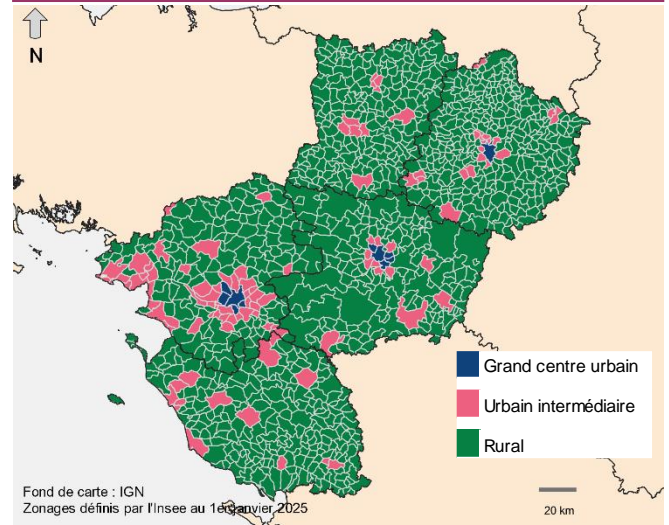 N
Grand centre urbain
Urbain intermédiaire
Rural
Fond de carte : IGN
Zonages définis par l'Insee au 1er janvier 2025
20 km